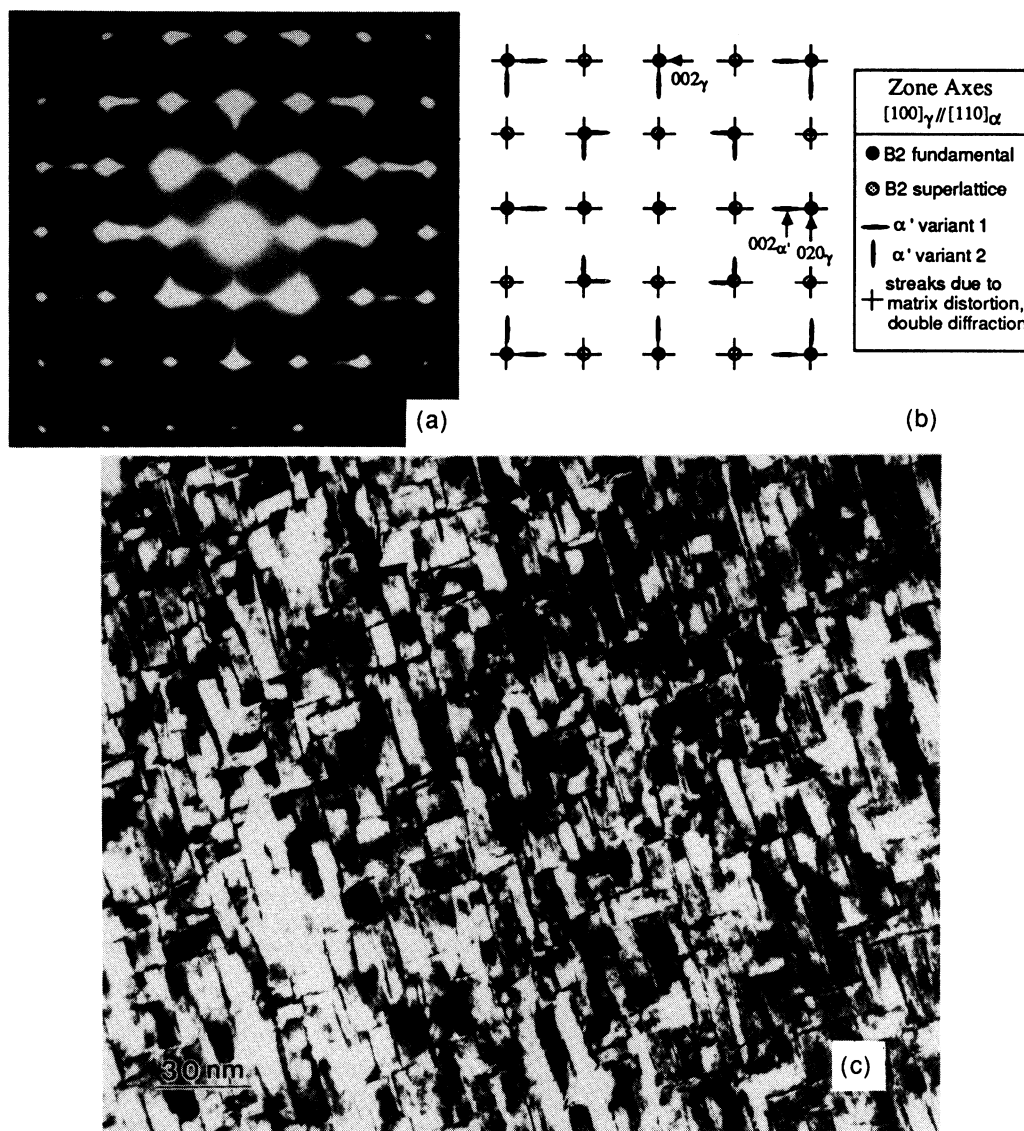 (a)
002γ
002α' 020γ
(b)
Zone Axes
[100]γ // [110]α
B2 fundamental
B2 superlattice
α' variant 1
α' variant 2
streaks due to
matrix distortion,
double diffraction
30 nm
(c)